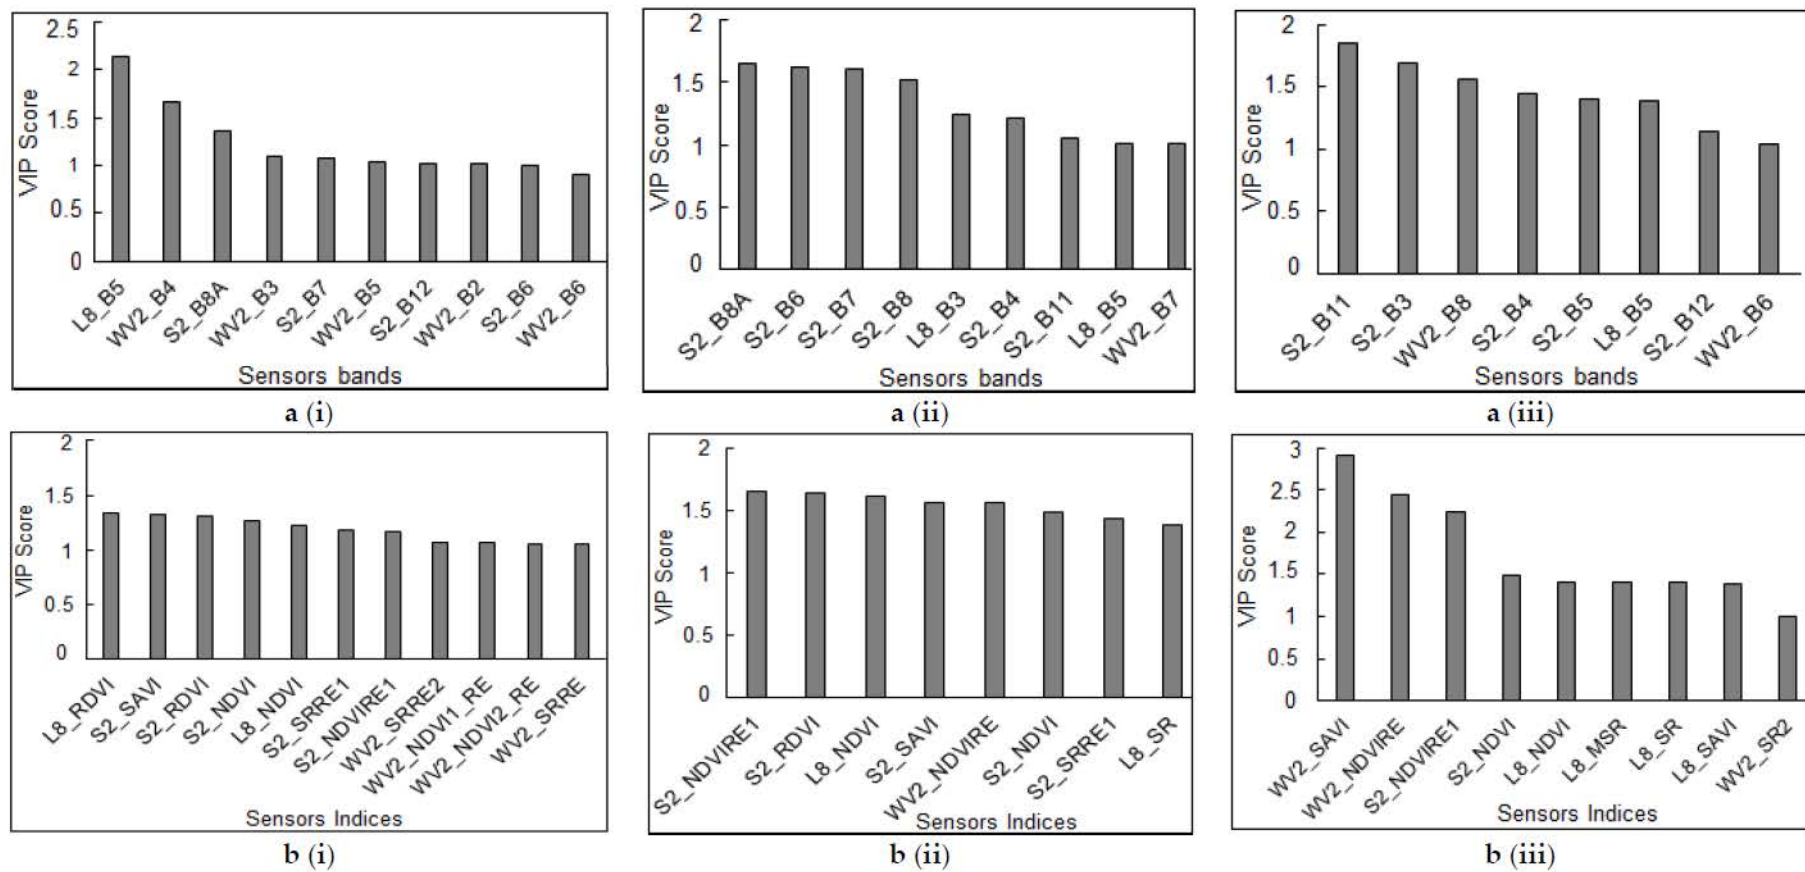 2.5
2
1.5
1
0.5
0
VIP Score
L8_B5
WV2_B4
S2_B8A
WV2_B3
S2_B7
WV2_B5
S2_B12
WV2_B2
S2_B6
WV2_B6
Sensors bands
a (i)
2
1.5
1
0.5
0
VIP Score
S2_B8A
S2_B6
S2_B7
S2_B8
L8_B3
S2_B4
S2_B11
L8_B5
WV2_B7
Sensors bands
a (ii)
2
1.5
1
0.5
0
VIP Score
S2_B11
S2_B3
WV2_B8
S2_B4
S2_B5
L8_B5
S2_B12
WV2_B6
Sensors bands
a (iii)
2
1.5
1
0.5
0
VIP Score
L8_RDVI
S2_SAVI
S2_RDVI
S2_NDVI
L8_NDVI
S2_SRRE1
S2_NDVIRE1
WV2_SRRE2
WV2_NDVI1_RE
WV2_NDVI2_RE
WV2_SRRE
Sensors Indices
b (i)
2
1.5
1
0.5
0
VIP Score
S2_NDVIRE1
S2_RDVI
L8_NDVI
S2_SAVI
WV2_NDVIRE
S2_NDVI
S2_SRRE1
L8_SR
Sensors Indices
b (ii)
3
2.5
2
1.5
1
0.5
0
VIP Score
WV2_SAVI
WV2_NDVIRE
S2_NDVIRE1
S2_NDVI
L8_NDVI
L8_MSR
L8_SR
L8_SAVI
WV2_SR2
Sensors Indices
b (iii)